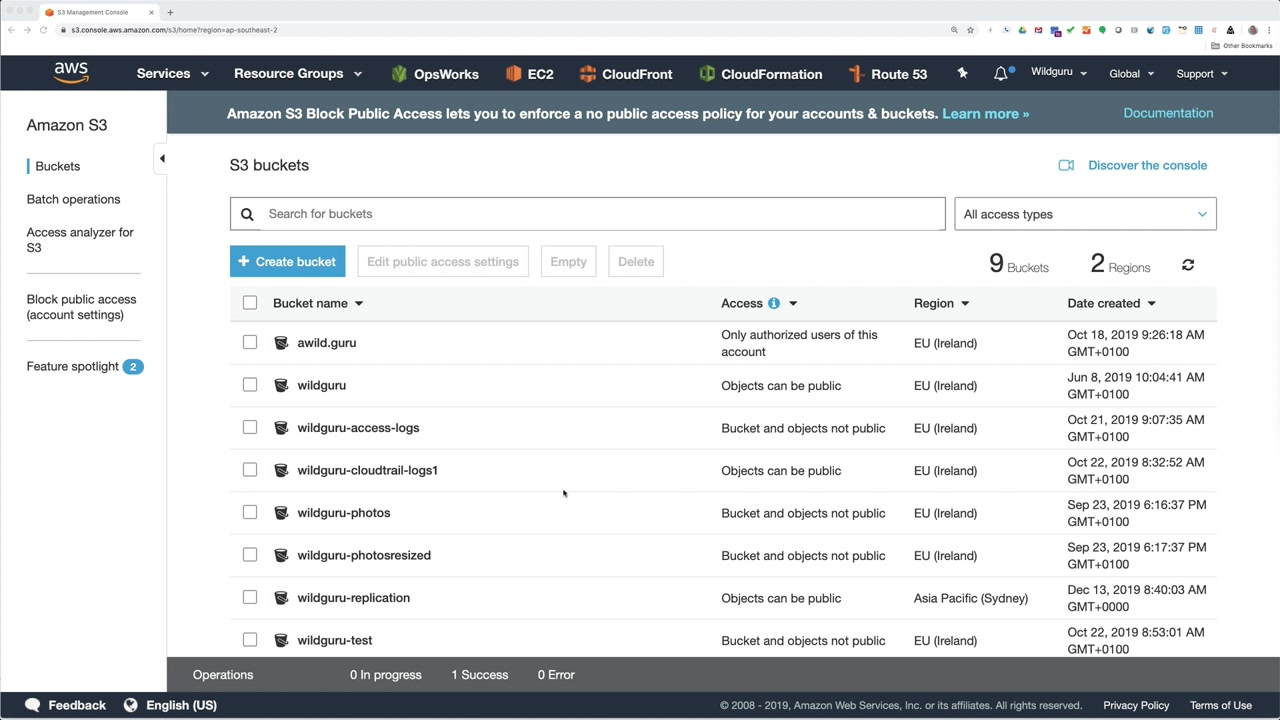 S3 Management Console
s3.console.aws.amazon.com/s3/home?region=ap-southeast-2
Other Bookmarks
aws
Services
Resource Groups
OpsWorks
EC2
CloudFront
CloudFormation
Route 53
Wildguru
Global
Support
Amazon S3
Buckets
Batch operations
Access analyzer for
S3
Block public access
(account settings)
Feature spotlight 2
Amazon S3 Block Public Access lets you to enforce a no public access policy for your accounts & buckets. Learn more »
Documentation
S3 buckets
Discover the console
Search for buckets
All access types
+ Create bucket
Edit public access settings
Empty
Delete
9 Buckets
2 Regions
Bucket name
Access
Region
Date created
awild.guru
Only authorized users of this
account
EU (Ireland)
Oct 18, 2019 9:26:18 AM
GMT+0100
wildguru
Objects can be public
EU (Ireland)
Jun 8, 2019 10:04:41 AM
GMT+0100
wildguru-access-logs
Bucket and objects not public
EU (Ireland)
Oct 21, 2019 9:07:35 AM
GMT+0100
wildguru-cloudtrail-logs1
Objects can be public
EU (Ireland)
Oct 22, 2019 8:32:52 AM
GMT+0100
wildguru-photos
Bucket and objects not public
EU (Ireland)
Sep 23, 2019 6:16:37 PM
GMT+0100
wildguru-photosresized
Bucket and objects not public
EU (Ireland)
Sep 23, 2019 6:17:37 PM
GMT+0100
wildguru-replication
Objects can be public
Asia Pacific (Sydney)
Dec 13, 2019 8:40:03 AM
GMT+0000
wildguru-test
Bucket and objects not public
EU (Ireland)
Oct 22, 2019 8:53:01 AM
GMT+0100
Operations
0 In progress
1 Success
0 Error
Feedback
English (US)
© 2008 - 2019, Amazon Web Services, Inc. or its affiliates. All rights reserved.
Privacy Policy
Terms of Use